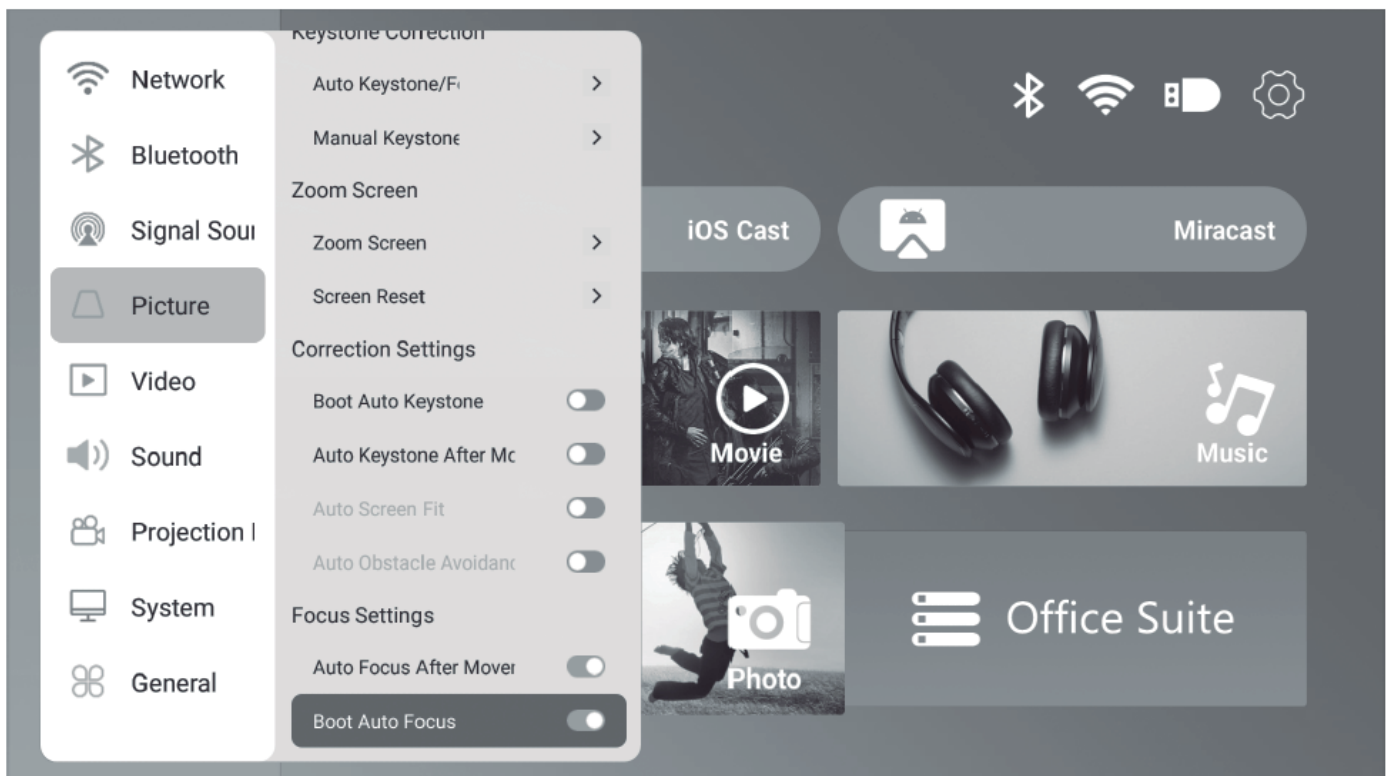 Network
Bluetooth
Signal Sour
Picture
Video
Sound
Projection
System
General
Keystone Correction
Auto Keystone/F
Manual Keystone
Zoom Screen
Zoom Screen
Screen Reset
Correction Settings
Boot Auto Keystone
Auto Keystone After Mo
Auto Screen Fit
Auto Obstacle Avoidanc
Focus Settings
Auto Focus After Mover
Boot Auto Focus
iOS Cast
Miracast
Movie
Music
Photo
Office Suite